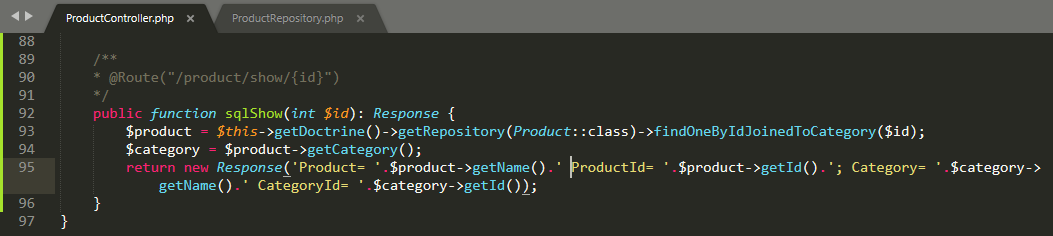 ProductController.php × ProductRepository.php ×
88
89 /**
90 * @Route("/product/show/{id}")
91 */
92 public function sqlShow(int $id): Response {
93 $product = $this->getDoctrine()->getRepository(Product::class)->findOneByIdJoinedToCategory($id);
94 $category = $product->getCategory();
95 return new Response('Product= '.$product->getName().' ProductId= '.$product->getId().'; Category= '.$category->
getName().' CategoryId= '.$category->getId());
96 }
97 }